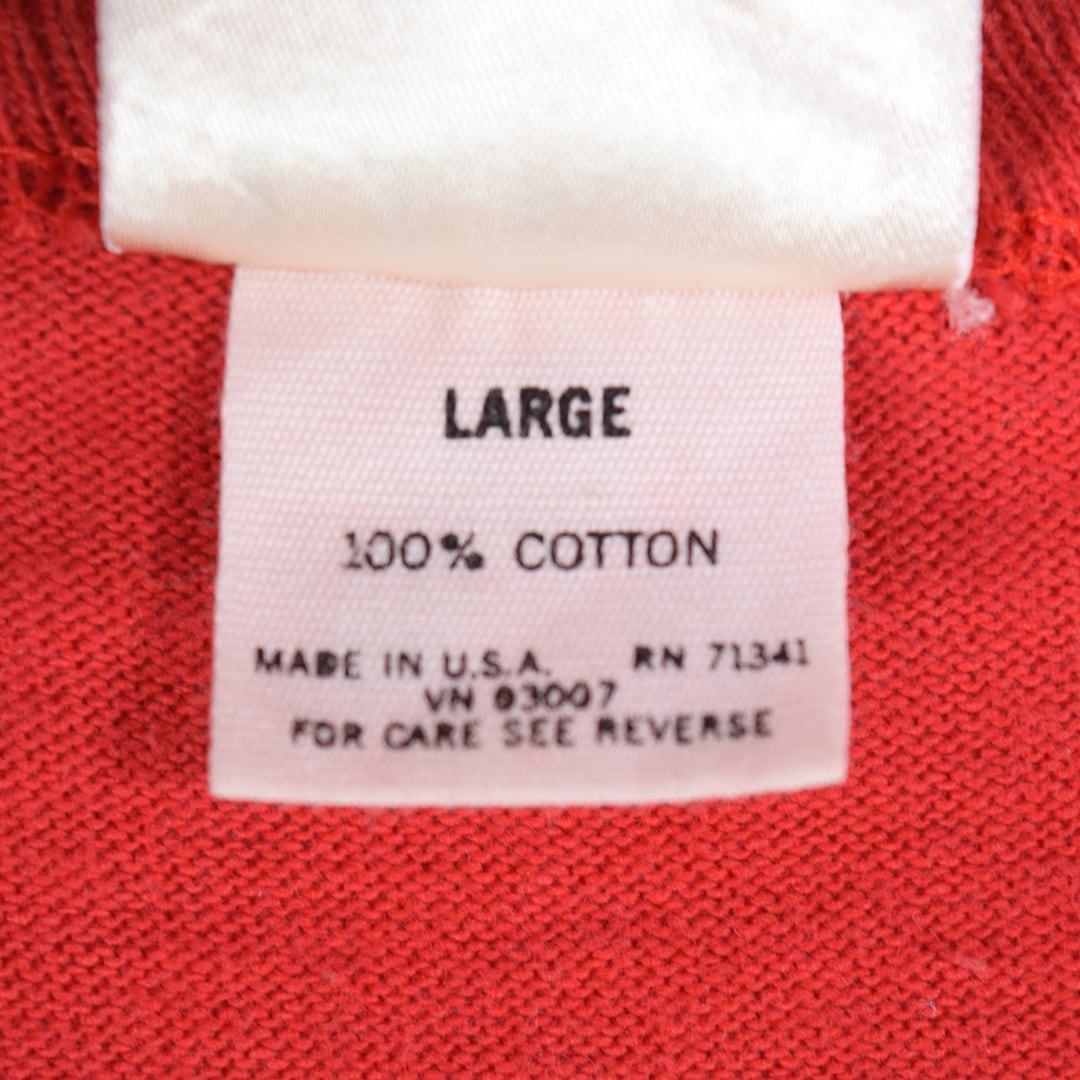 LARGE
100% COTTON
MADE IN U.S.A. RN 71341
VN 03007
FOR CARE SEE REVERSE